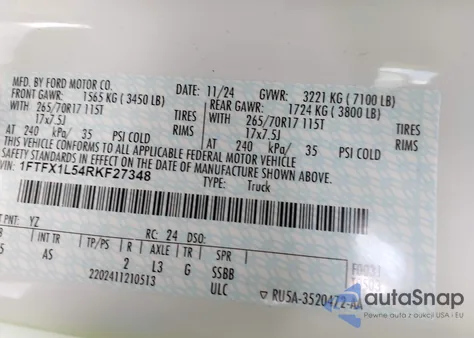 MFD. BY FORD MOTOR CO.
DATE: 11/24 GVWR: 3221 KG (7100 LB)
FRONT GAWR: 1565 KG (3450 LB) REAR GAWR: 1724 KG (3800 LB)
WITH 265/70R17 115T TIRES WITH 265/70R17 115T TIRES
17x7.5J RIMS 17x7.5J RIMS
AT 240 kPa/ 35 PSI COLD AT 240 kPa/ 35 PSI COLD
THIS VEHICLE CONFORMS TO ALL APPLICABLE FEDERAL MOTOR VEHICLE
SAFETY STANDARDS IN EFFECT ON THE DATE OF MANUFACTURE SHOWN ABOVE.
VIN: 1FTFX1L54RKF27348 TYPE: Truck
PNT: YZ RC: 24 DSO:
INT TR TP/PS R AXLE TR SPR
AS 2 L3 G SSBB
2202411210513 ULC
▼ RU5A-3520472-AA
autoSnap
Pewne auto z USA i EU